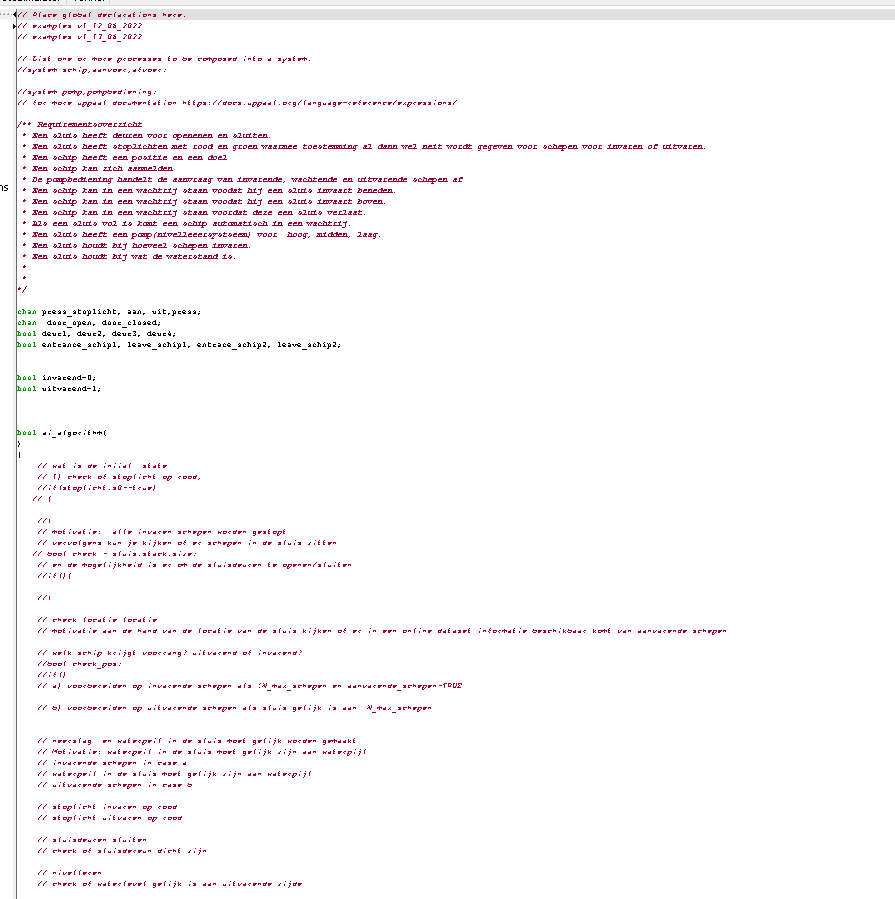 // Place global declarations here.
// examples v1_12_06_2022
// examples v1_13_06_2022
// List one or more processes to be composed into a system.
//system schip,aanvoer,afvoer;
//system pomp,pompbediening;
// for more uppaal documentation https://docs.uppaal.org/language-reference/expressions/
/** Requirementsoverzicht
* Een sluis heeft deuren voor openenen en sluiten.
* Een sluis heeft stoplichten met rood en groen waarmee toestemming al dan wel neit wordt gegeven voor schepen voor invaren of uitvaren.
* Een schip heeft een positie en een doel
* Een schip kan zich aanmelden
* De pompbediening handelt de aanvraag van invarende, wachtende en uitvarende schepen af
* Een schip kan in een wachtrij staan voodat hij een sluis invaart beneden.
* Een schip kan in een wachtrij staan voodat hij een sluis invaart boven.
* Een schip kan in een wachtrij staan voordat deze een sluis verlaat.
* Als een sluis vol is komt een schip automatisch in een wachtrij.
* Een sluis heeft een pomp(nivelleersysteem) voor hoog, midden, laag.
* Een sluis houdt bij hoeveel schepen invaren.
* Een sluis houdt bij wat de waterstand is.
*
*
*/
ns
chan press_stoplicht, aan, uit,press;
chan door_open, door_closed;
bool deur1, deur2, deur3, deur4;
bool entrance_schip1, leave_schip1, entrace_schip2, leave_schip2;
bool invarend=0;
bool uitvarend=1;
bool ai_algoritm(
)
{
// wat is de iniial state
// 1) check of stoplicht op rood,
//if(stoplicht.s0==true)
// {
//}
// motivatie: alle invaren schepen worden gestopt
// vervolgens kun je kijken of er schepen in de sluis zitten
// bool check = sluis.stack.size;
// en de mogelijkheid is er om de sluisdeuren te openen/sluiten
//if(){
//}
// check locatie locatie
// motivatie aan de hand van de locatie van de sluis kijken of er in een online dataset informatie beschikbaar komt van aanvarende schepen
// welk schip krijgt voorrang? uitvarend of invarend?
//bool check_pos;
//if()
// a) voorbereiden op invarende schepen als !N_max_schepen en aanvarende_schepen=TRUE
// b) voorbereiden op uitvarende schepen als sluis gelijk is aan N_max_schepen
// neerslag en waterpeil in de sluis moet gelijk worden gemaakt
// Motivatie: waterpeil in de sluis moet gelijk zijn aan waterpijl
// invarende schepen in case a
// waterpeil in de sluis moet gelijk zijn aan waterpijl
// uitvarende schepen in case b
// stoplicht invaren op rood
// stoplicht uitvaren op rood
// sluisdeuren sluiten
// check of sluisdeuren dicht zijn
// nivelleren
// check of waterlevel gelijk is aan uitvarende zijde